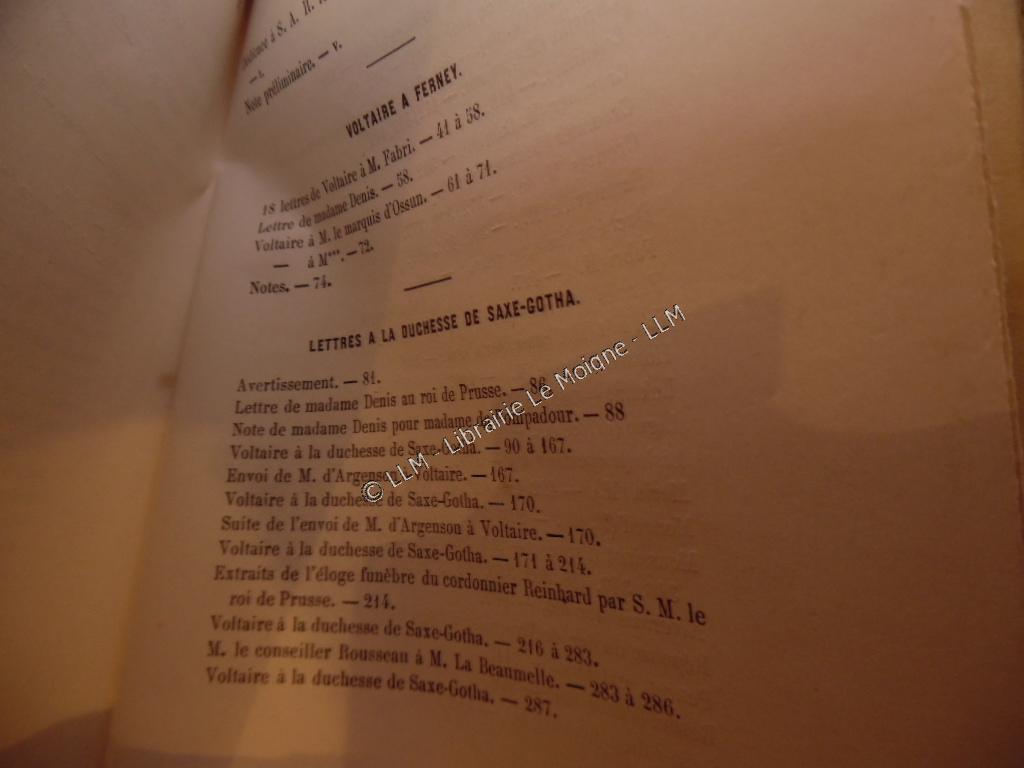 à S. A. R.
— I.
Note préliminaire. — V.
VOLTAIRE A FERNEY.
18 lettres de Voltaire à M. Fabri. — 41 à 58.
Lettre de madame Denis. — 58.
Voltaire à M. le marquis d'Ossun. — 61 à 71.
— à M***. — 72.
Notes. — 74.
LETTRES A LA DUCHESSE DE SAXE-GOTHA.
Avertissement. — 81.
Lettre de madame Denis au roi de Prusse. — 86
Note de madame Denis pour madame de Pompadour. — 88
Voltaire à la duchesse de Saxe-Gotha. — 90 à 167.
Envoi de M. d'Argenson à Voltaire. — 167.
Voltaire à la duchesse de Saxe-Gotha. — 170.
Suite de l'envoi de M. d'Argenson à Voltaire. — 170.
Voltaire à la duchesse de Saxe-Gotha. — 171 à 214.
Extraits de l'éloge funèbre du cordonnier Reinhard par S. M. le
roi de Prusse. — 214.
Voltaire à la duchesse de Saxe-Gotha. — 216 à 283.
M. le conseiller Rousseau à M. La Beaumelle. — 283 à 286.
Voltaire à la duchesse de Saxe-Gotha. — 287.
© LLM - Librairie Le Moigne - LLM